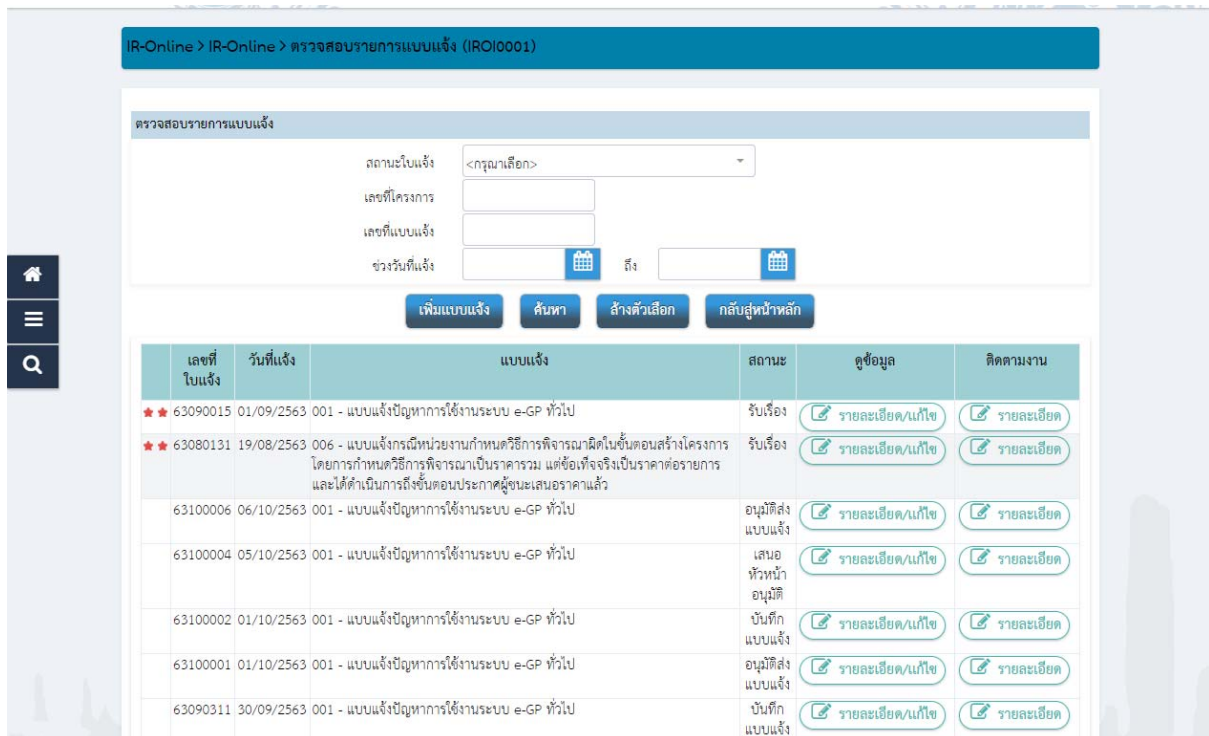 IR-Online > IR-Online > ตรวจสอบรายการแบบแจ้ง (IROI0001)
ตรวจสอบรายการแบบแจ้ง
สถานะใบแจ้ง <กรุณาเลือก>
เลขที่โครงการ
เลขที่แบบแจ้ง
ช่วงวันที่แจ้ง ถึง
เพิ่มแบบแจ้ง ค้นหา ล้างตัวเลือก กลับสู่หน้าหลัก
เลขที่ วันที่แจ้ง แบบแจ้ง สถานะ ดูข้อมูล ติดตามงาน
ใบแจ้ง
63090015 01/09/2563 001 - แบบแจ้งปัญหาการใช้งานระบบ e-GP ทั่วไป รับเรื่อง รายละเอียด/แก้ไข รายละเอียด
63080131 19/08/2563 006 - แบบแจ้งกรณีหน่วยงานกำหนดวิธีการพิจารณาผิดในขั้นตอนสร้างโครงการ รับเรื่อง รายละเอียด/แก้ไข รายละเอียด
โดยการกำหนดวิธีการพิจารณาเป็นราคารวม แต่ข้อเท็จจริงเป็นราคาต่อรายการ
และได้ดำเนินการถึงขั้นตอนประกาศผู้ชนะเสนอราคาแล้ว
63100006 06/10/2563 001 - แบบแจ้งปัญหาการใช้งานระบบ e-GP ทั่วไป อนุมัติส่ง รายละเอียด/แก้ไข รายละเอียด
แบบแจ้ง
63100004 05/10/2563 001 - แบบแจ้งปัญหาการใช้งานระบบ e-GP ทั่วไป เสนอ รายละเอียด/แก้ไข รายละเอียด
หัวหน้า
อนุมัติ
63100002 01/10/2563 001 - แบบแจ้งปัญหาการใช้งานระบบ e-GP ทั่วไป บันทึก รายละเอียด/แก้ไข รายละเอียด
แบบแจ้ง
63100001 01/10/2563 001 - แบบแจ้งปัญหาการใช้งานระบบ e-GP ทั่วไป อนุมัติส่ง รายละเอียด/แก้ไข รายละเอียด
แบบแจ้ง
63090311 30/09/2563 001 - แบบแจ้งปัญหาการใช้งานระบบ e-GP ทั่วไป บันทึก รายละเอียด/แก้ไข รายละเอียด
แบบแจ้ง